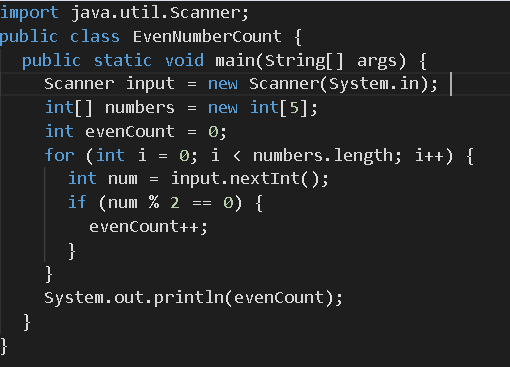 import java.util.Scanner;
public class EvenNumberCount {
  public static void main(String[] args) {
    Scanner input = new Scanner(System.in);
    int[] numbers = new int[5];
    int evenCount = 0;
    for (int i = 0; i < numbers.length; i++) {
      int num = input.nextInt();
      if (num % 2 == 0) {
        evenCount++;
      }
    }
    System.out.println(evenCount);
  }
}